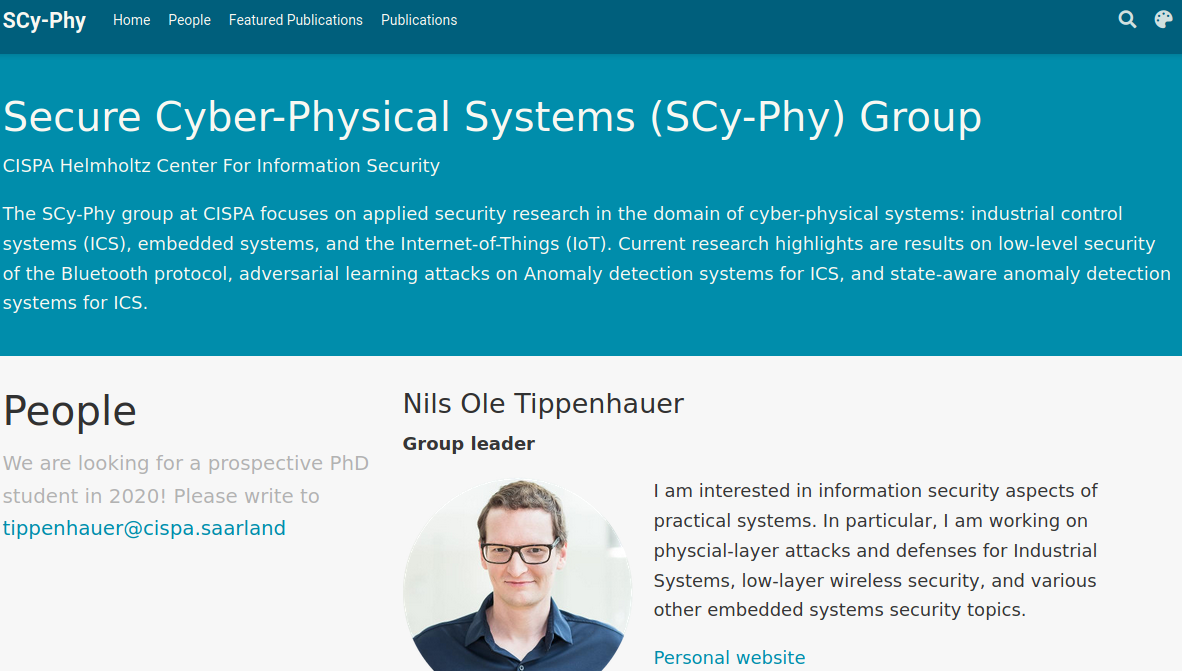 SCy-Phy Home People Featured Publications Publications
Secure Cyber-Physical Systems (SCy-Phy) Group
CISPA Helmholtz Center For Information Security
The SCy-Phy group at CISPA focuses on applied security research in the domain of cyber-physical systems: industrial control
systems (ICS), embedded systems, and the Internet-of-Things (IoT). Current research highlights are results on low-level security
of the Bluetooth protocol, adversarial learning attacks on Anomaly detection systems for ICS, and state-aware anomaly detection
systems for ICS.
People
We are looking for a prospective PhD
student in 2020! Please write to
tippenhauer@cispa.saarland
Nils Ole Tippenhauer
Group leader
I am interested in information security aspects of
practical systems. In particular, I am working on
physcial-layer attacks and defenses for Industrial
Systems, low-layer wireless security, and various
other embedded systems security topics.
Personal website